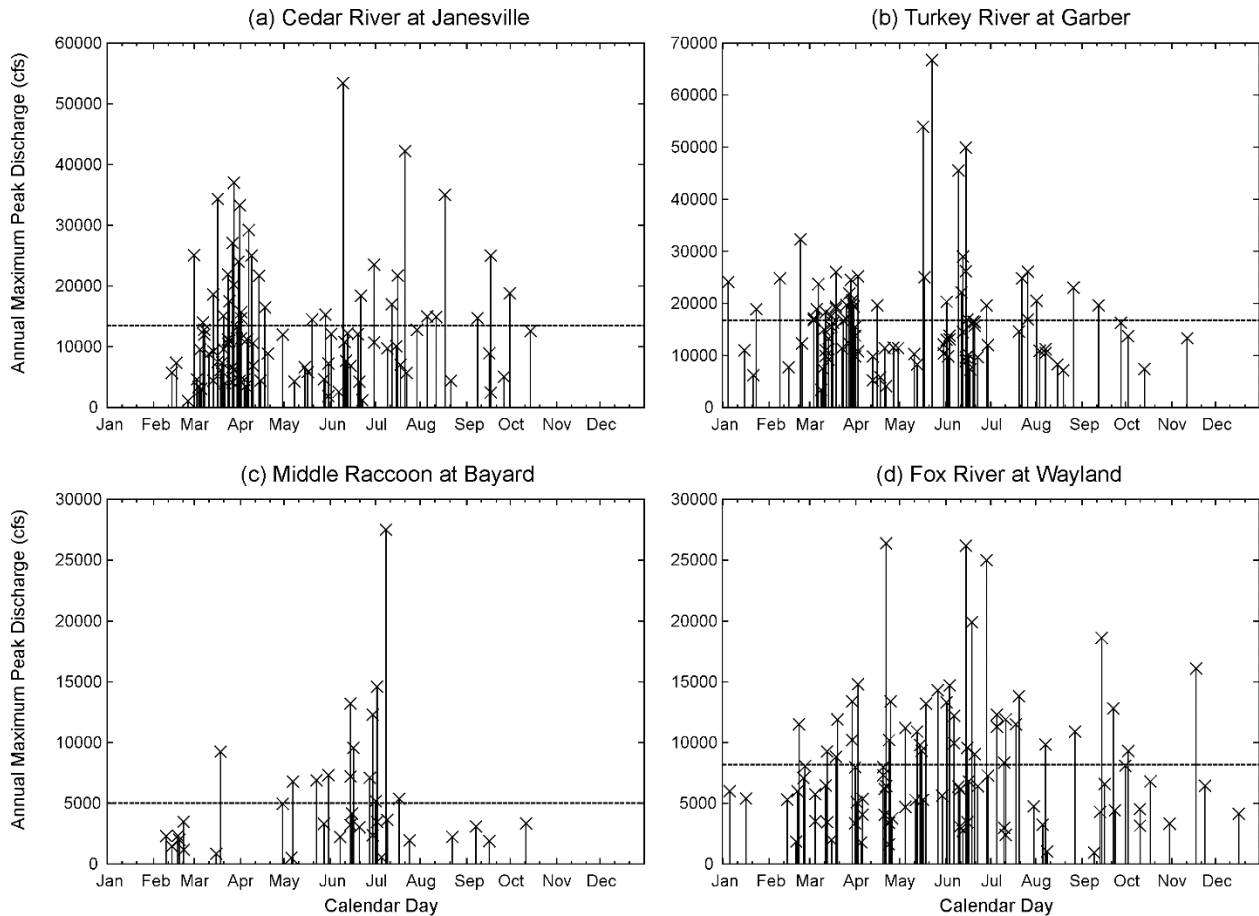 (a) Cedar River at Janesville
(b) Turkey River at Garber
Annual Maximum Peak Discharge (cfs)
60000
50000
40000
30000
20000
10000
0
Jan Feb Mar Apr May Jun Jul Aug Sep Oct Nov Dec
70000
60000
50000
40000
30000
20000
10000
0
Jan Feb Mar Apr May Jun Jul Aug Sep Oct Nov Dec
(c) Middle Raccoon at Bayard
(d) Fox River at Wayland
Annual Maximum Peak Discharge (cfs)
30000
25000
20000
15000
10000
5000
0
Jan Feb Mar Apr May Jun Jul Aug Sep Oct Nov Dec
Calendar Day
30000
25000
20000
15000
10000
5000
0
Jan Feb Mar Apr May Jun Jul Aug Sep Oct Nov Dec
Calendar Day